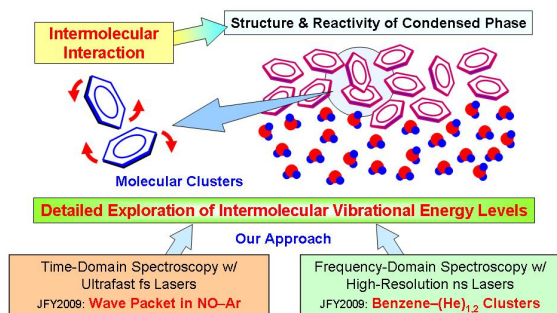 Intermolecular
Interaction
Structure & Reactivity of Condensed Phase
Molecular Clusters
Detailed Exploration of Intermolecular Vibrational Energy Levels
Our Approach
Time-Domain Spectroscopy w/
Ultrafast fs Lasers
JFY2009: Wave Packet in NO–Ar
Frequency-Domain Spectroscopy w/
High-Resolution ns Lasers
JFY2009: Benzene–(He)1,2 Clusters